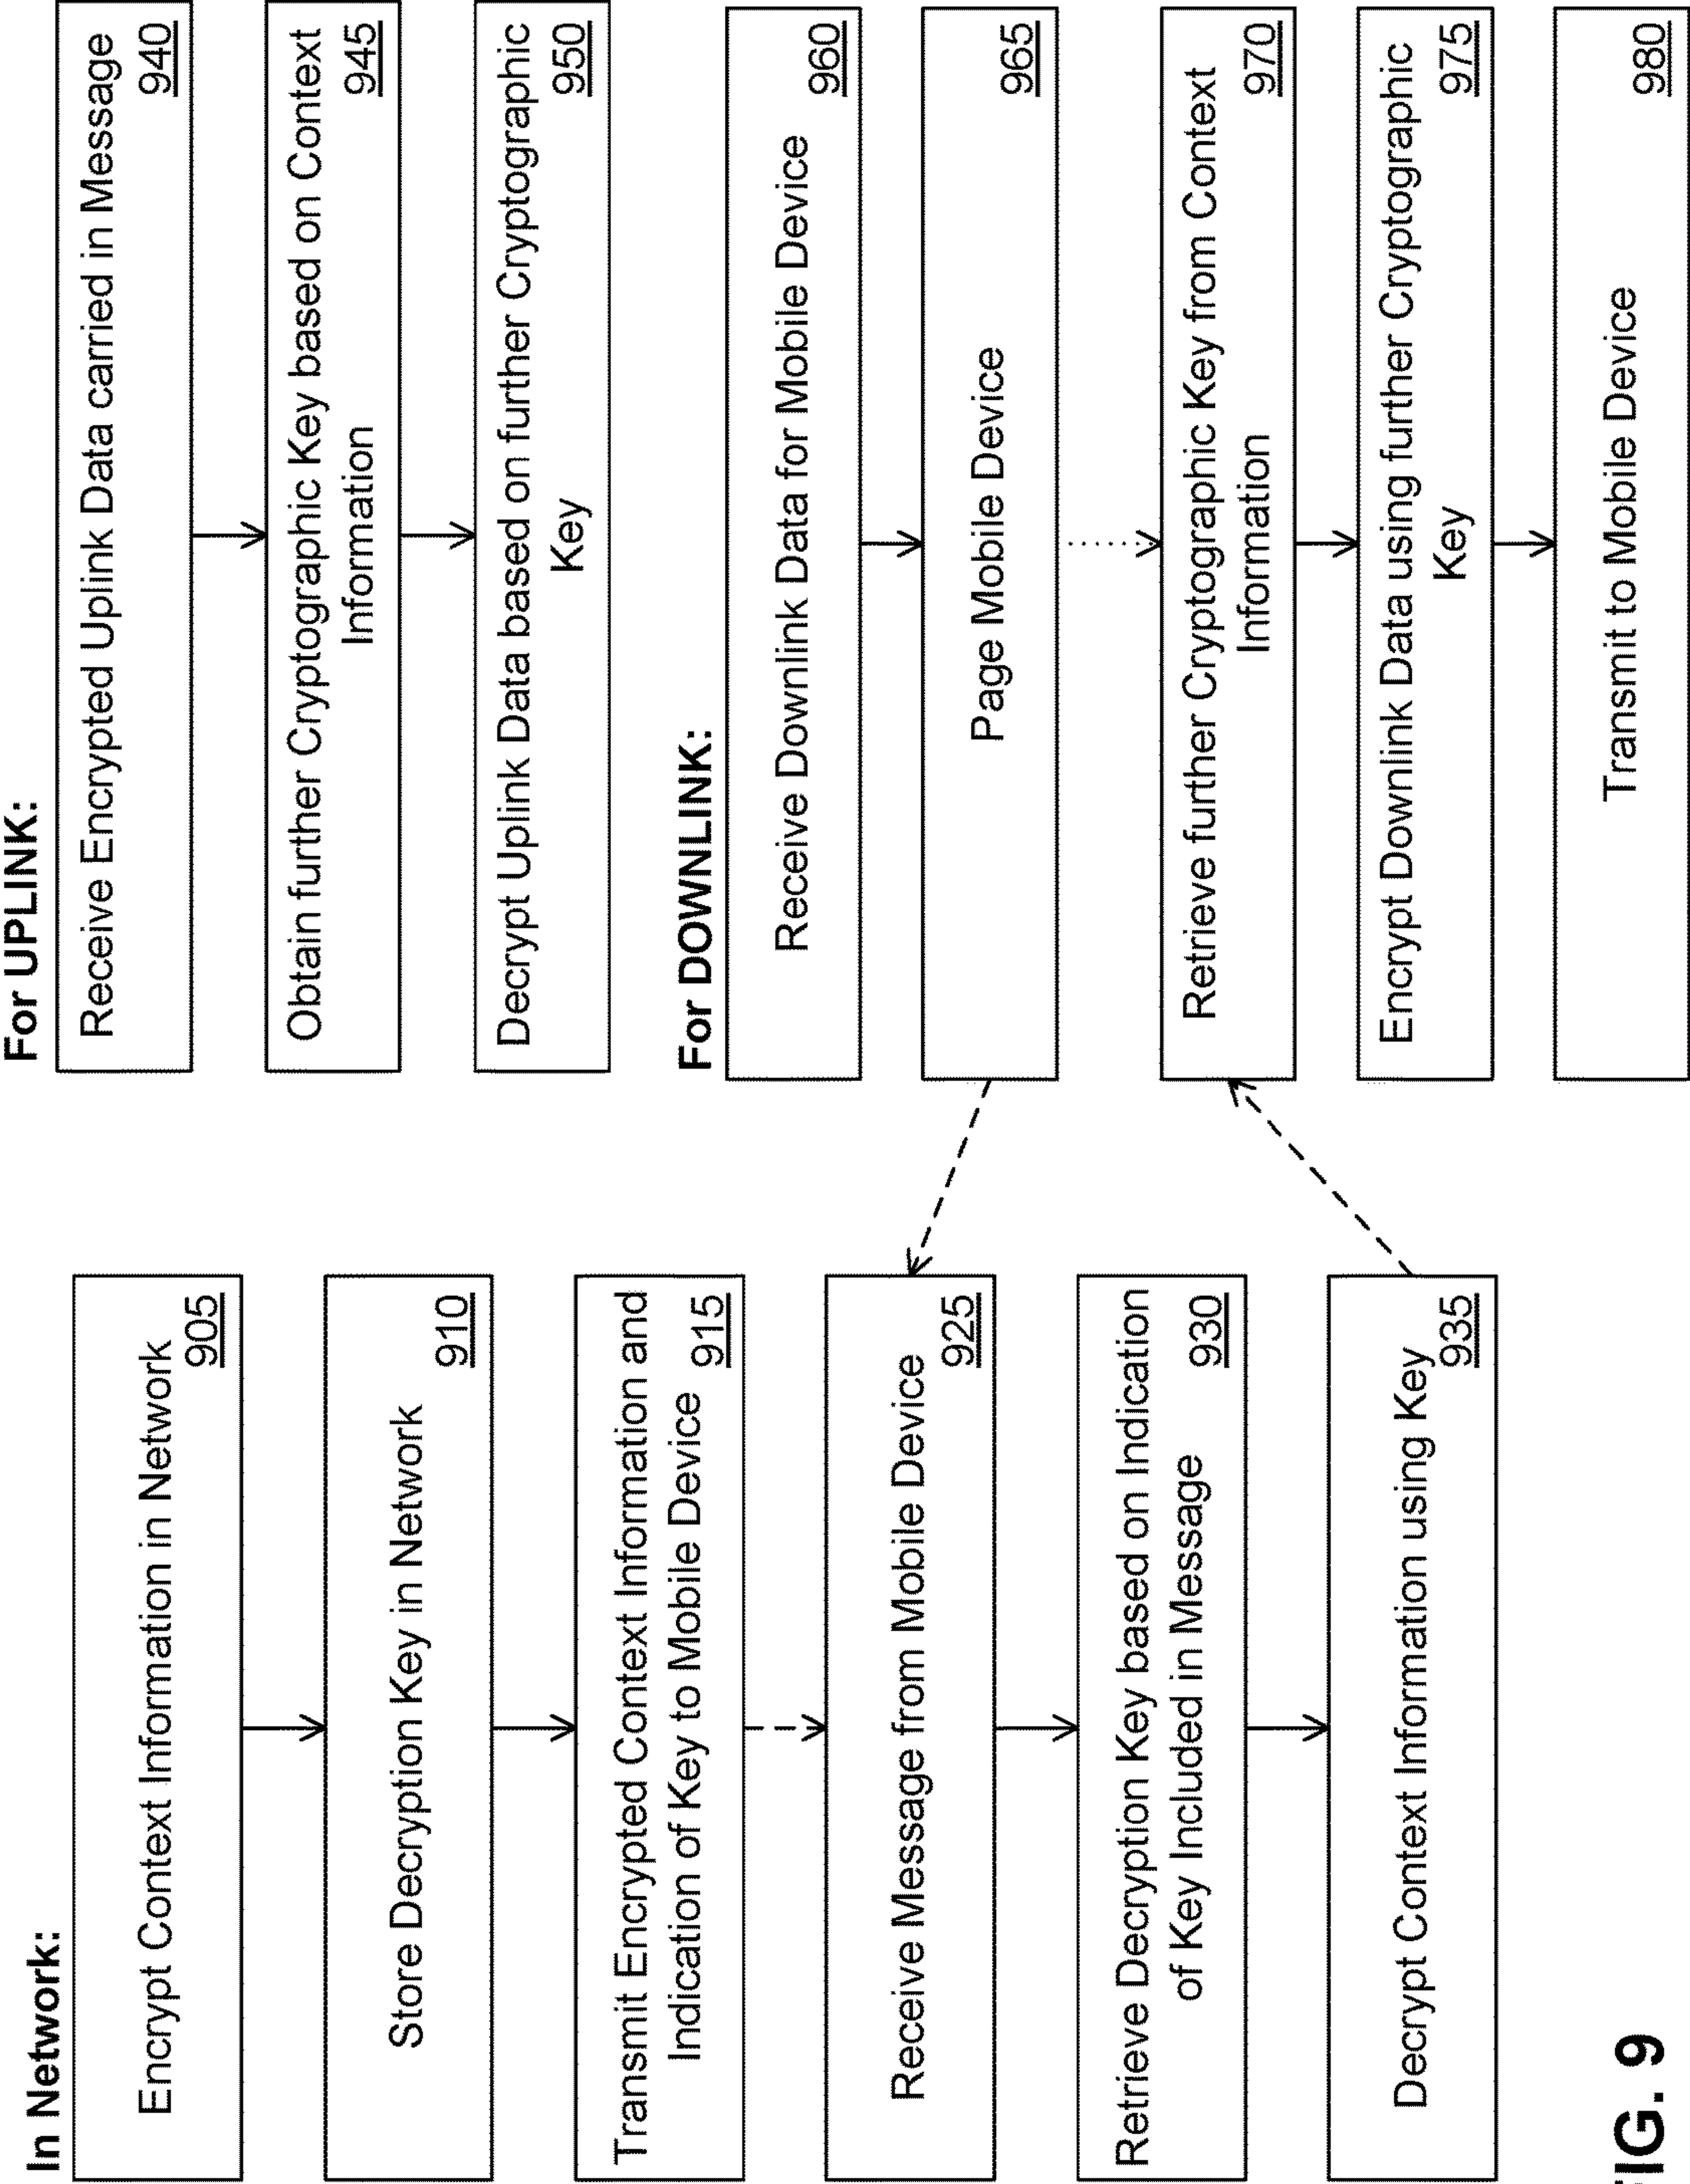 In Network:
Encrypt Context Information in Network
905
Store Decryption Key in Network
910
Transmit Encrypted Context Information and
Indication of Key to Mobile Device
915
Receive Message from Mobile Device
925
Retrieve Decryption Key based on Indication
of Key Included in Message
930
Decrypt Context Information using Key
935
For UPLINK:
Receive Encrypted Uplink Data carried in Message
940
Obtain further Cryptographic Key based on Context
Information
945
Decrypt Uplink Data based on further Cryptographic
Key
950
For DOWNLINK:
Receive Downlink Data for Mobile Device
960
Page Mobile Device
965
Retrieve further Cryptographic Key from Context
Information
970
Encrypt Downlink Data using further Cryptographic
Key
975
Transmit to Mobile Device
980
FIG. 9